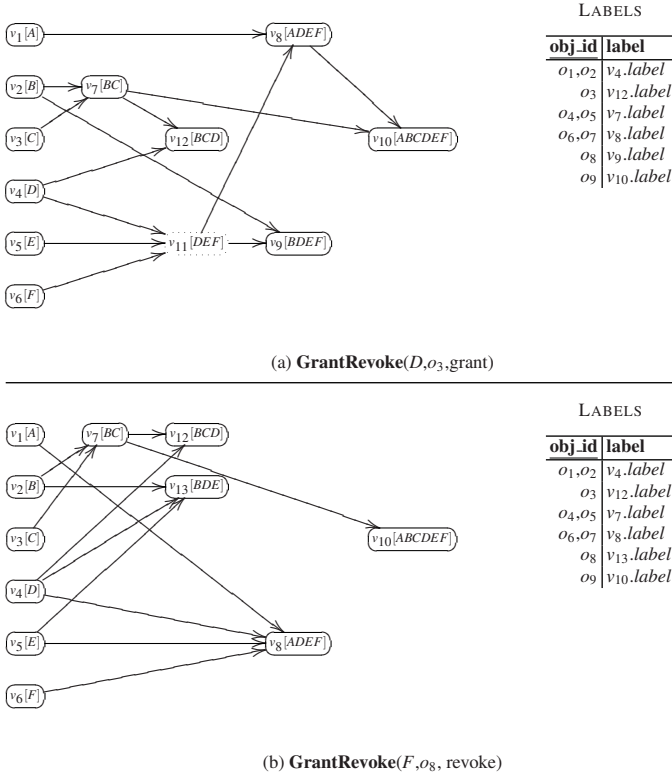 LABELS
v1[A] v8[ADEF] obj_id label
v2[B] v7[BC] o1,o2 v4.label
o3 v12.label
v3[C] v12[BCD] v10[ABCDEF] o4,o5 v7.label
o6,o7 v8.label
v4[D] o8 v9.label
o9 v10.label
v5[E] v11[DEF] v9[BDEF]
v6[F]
(a) GrantRevoke(D,o3,grant)
LABELS
v1[A] v7[BC] v12[BCD]
obj_id label
v2[B] v13[BDE] o1,o2 v4.label
o3 v12.label
o4,o5 v7.label
v3[C] v10[ABCDEF] o6,o7 v8.label
o8 v13.label
v4[D] o9 v10.label
v5[E] v8[ADEF]
v6[F]
(b) GrantRevoke(F,o8, revoke)